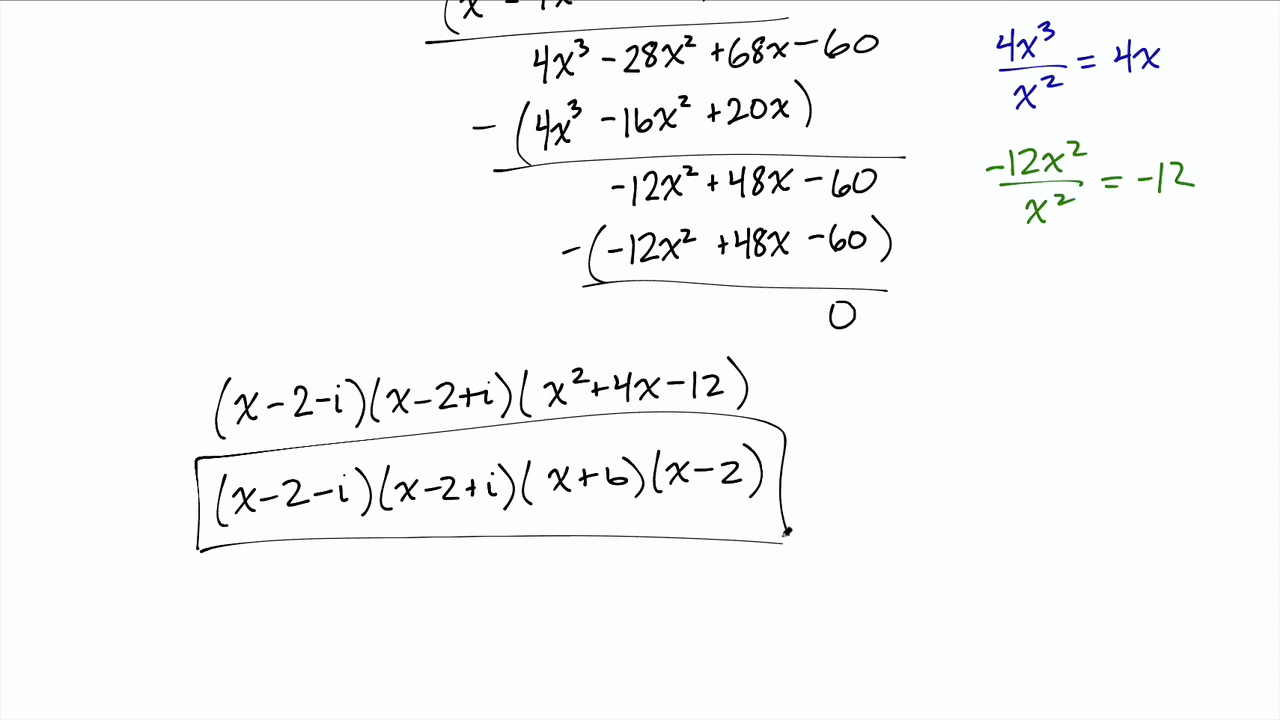 4x³ - 28x² + 68x - 60
- (4x³ - 16x² + 20x)
-12x² + 48x - 60
- (-12x² + 48x - 60)
0
(x-2-i)(x-2+i)(x²+4x-12)
(x-2-i)(x-2+i)(x+6)(x-2)
4x³/x² = 4x
-12x²/x² = -12